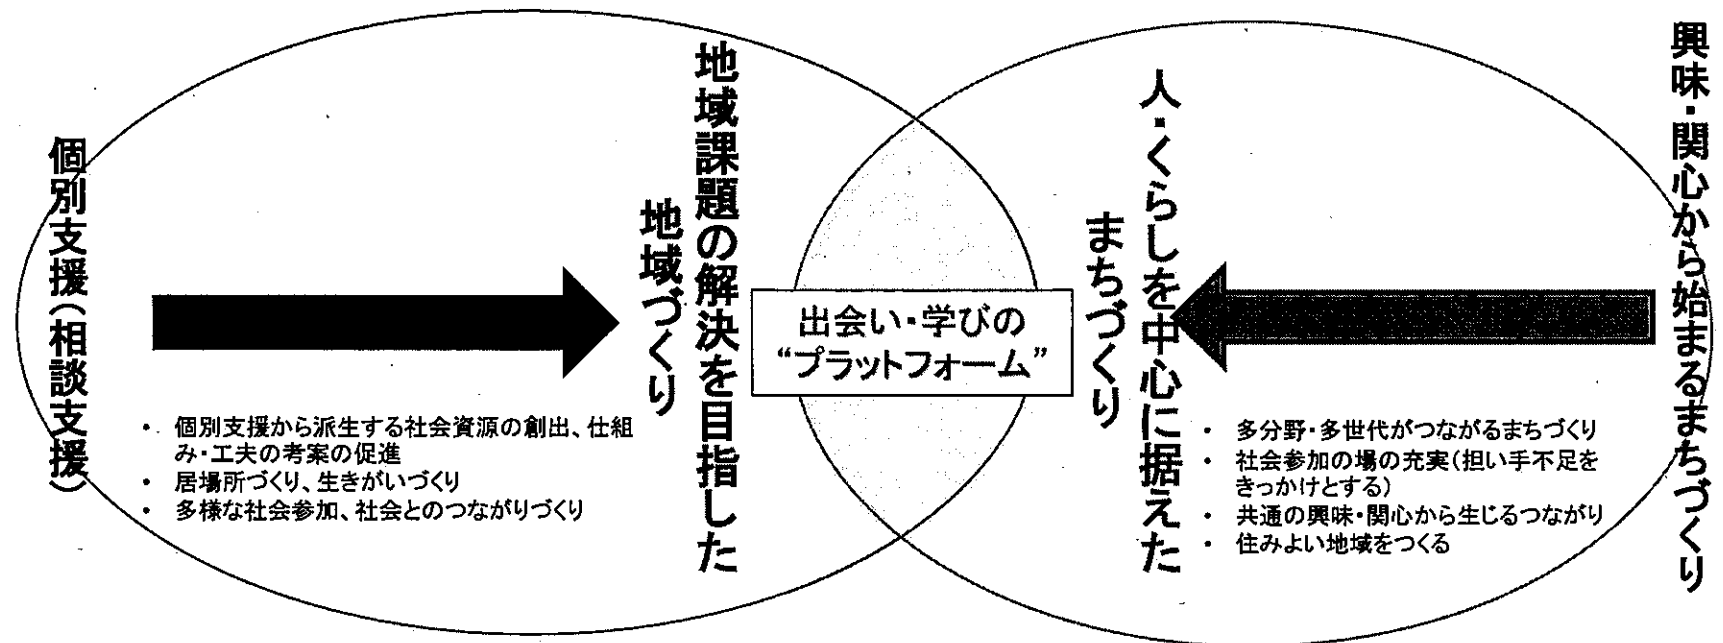 個別支援(相談支援)
地域課題の解決を目指した
地域づくり
・ 個別支援から派生する社会資源の創出、仕組
み・工夫の考案の促進
・ 居場所づくり、生きがいづくり
・ 多様な社会参加、社会とのつながりづくり
出会い・学びの
“プラットフォーム”
人・くらしを中心に据えた
まちづくり
・ 多分野・多世代がつながるまちづくり
・ 社会参加の場の充実(担い手不足を
きっかけとする)
・ 共通の興味・関心から生じるつながり
・ 住みよい地域をつくる
興味・関心から始まるまちづくり